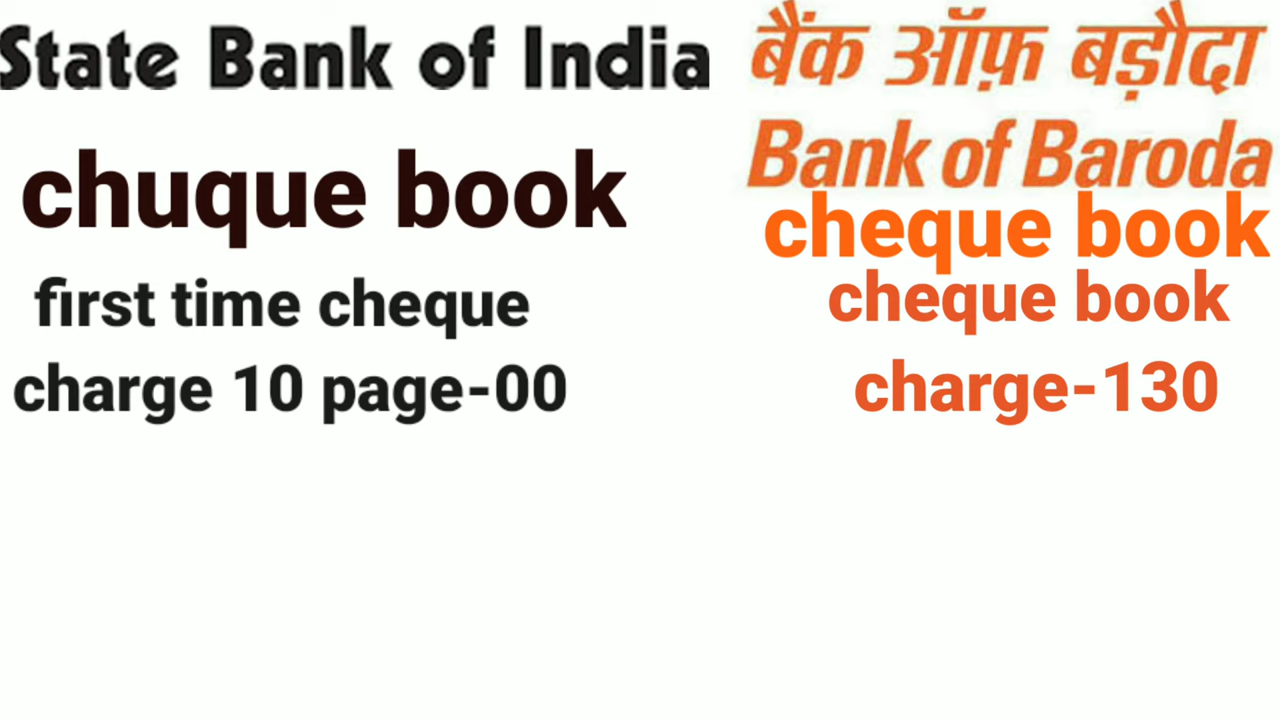 State Bank of India
chuque book
first time cheque
charge 10 page-00
बैंक ऑफ़ बड़ौदा
Bank of Baroda
cheque book
cheque book
charge-130